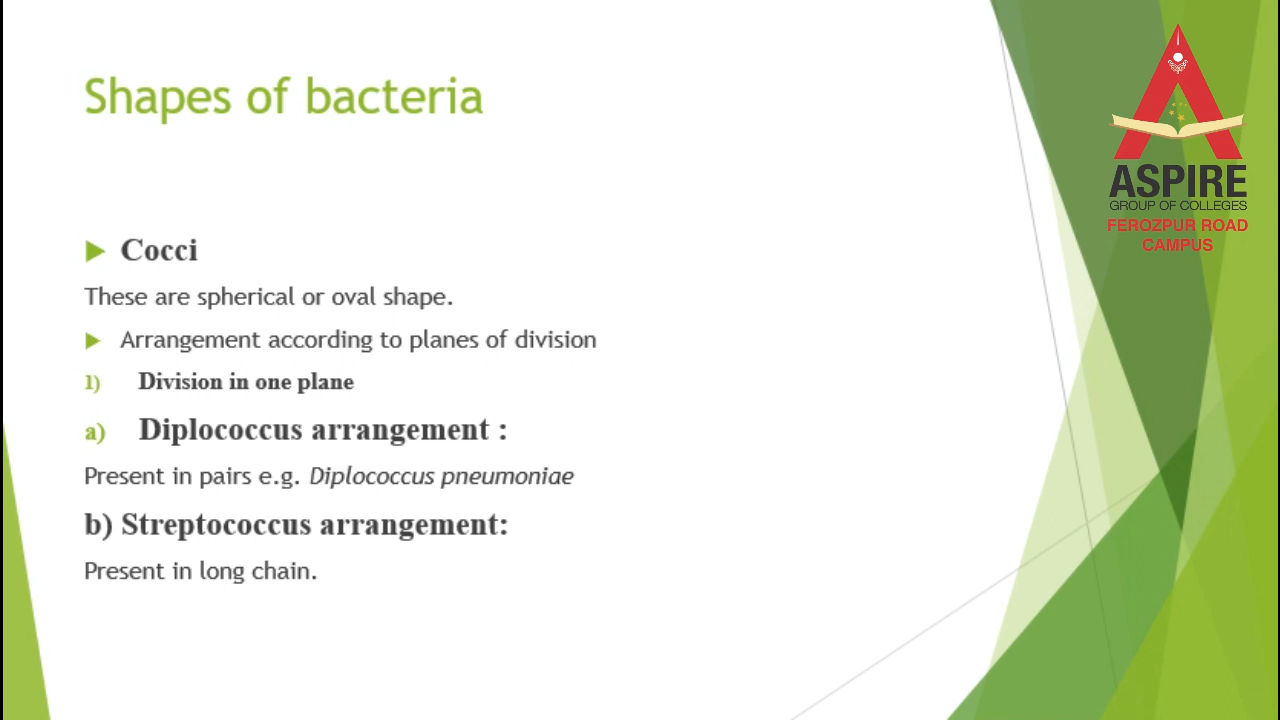 Shapes of bacteria
ASPIRE
GROUP OF COLLEGES
FEROZPUR ROAD
CAMPUS
Cocci
These are spherical or oval shape.
Arrangement according to planes of division
1) Division in one plane
a) Diplococcus arrangement :
Present in pairs e.g. Diplococcus pneumoniae
b) Streptococcus arrangement:
Present in long chain.